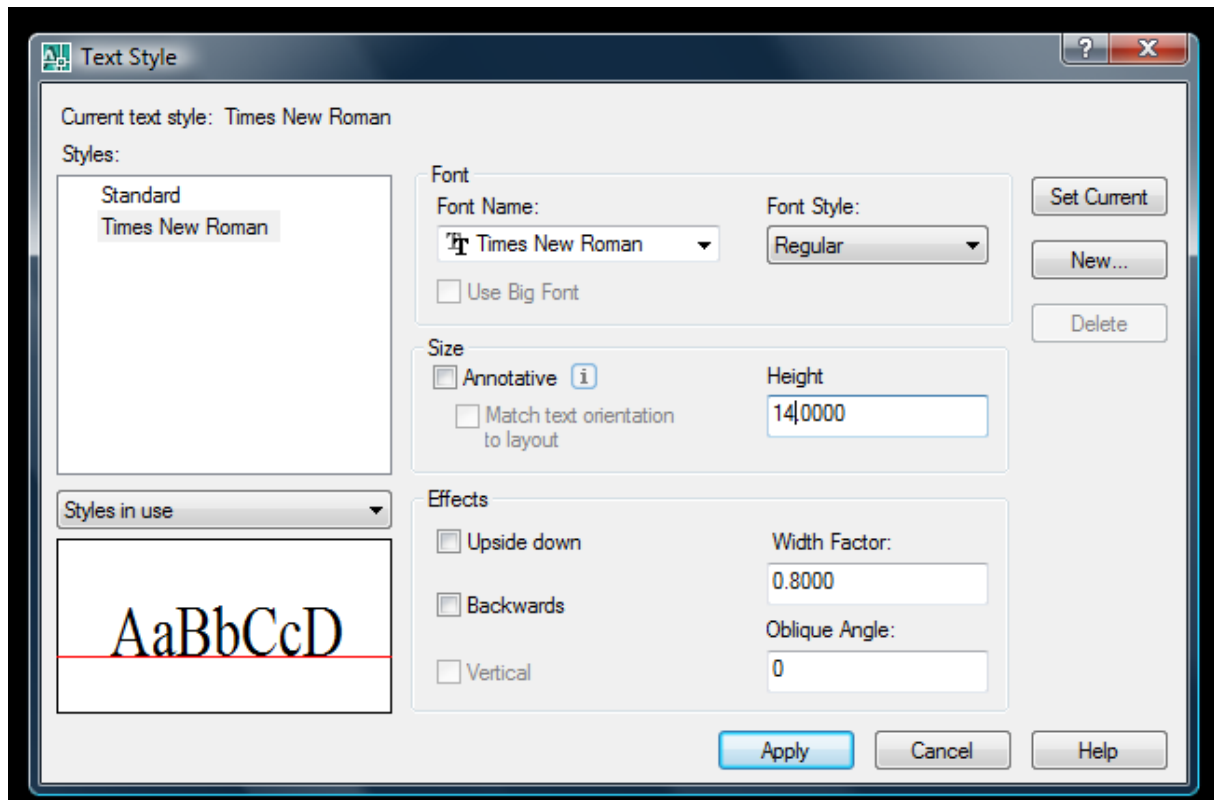 Text Style
?
X
Current text style: Times New Roman
Styles:
Standard
Times New Roman
Styles in use
AaBbCcD
Font
Font Name:
Times New Roman
Use Big Font
Font Style:
Regular
Size
Annotative i
Match text orientation
to layout
Height
14.0000
Effects
Upside down
Backwards
Vertical
Width Factor:
0.8000
Oblique Angle:
0
Set Current
New...
Delete
Apply
Cancel
Help